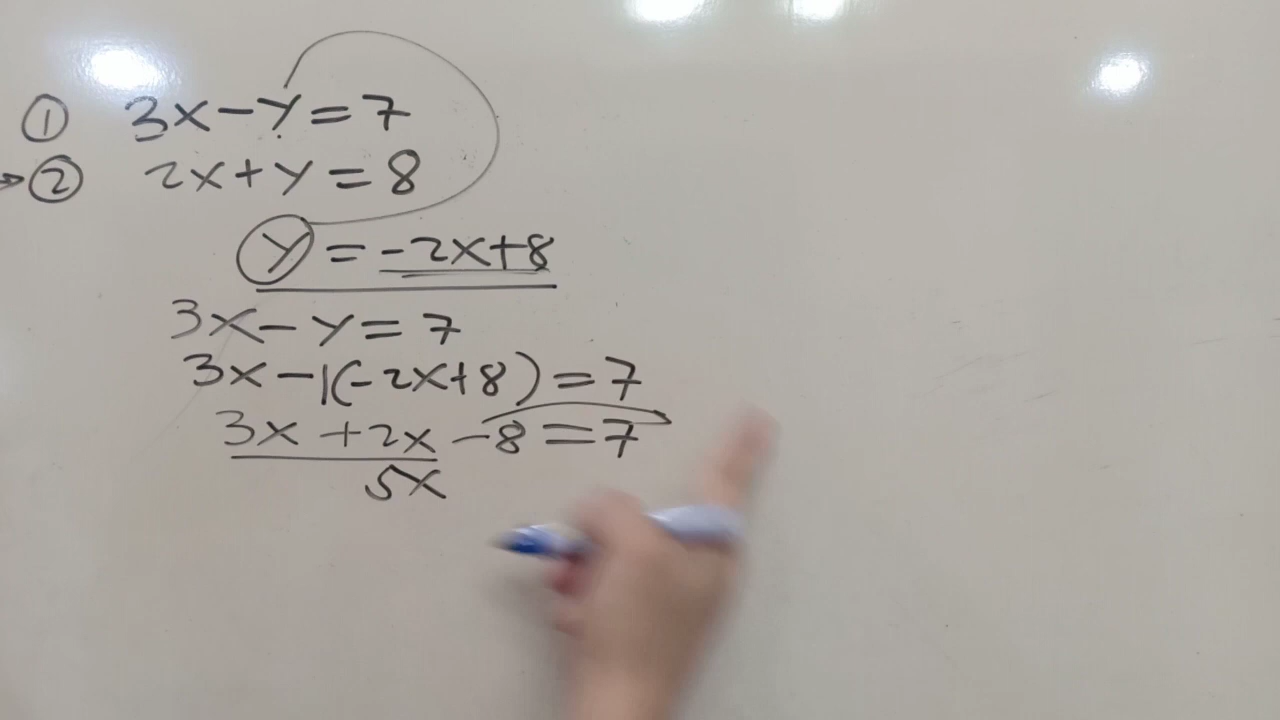 ① 3x-y=7
→② 2x+y=8
y=-2x+8
3x-y=7
3x-1(-2x+8)=7
3x+2x-8=7
5x